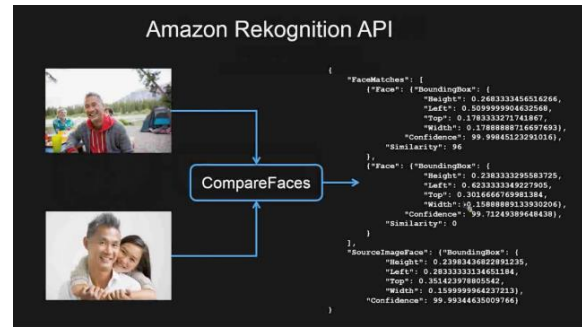 Amazon Rekognition API
CompareFaces
{
"FaceMatches": [
{"Face": {"BoundingBox": {
"Height": 0.2683333456516266,
"Left": 0.5099999904632568,
"Top": 0.1783333271741867,
"Width": 0.17888888716697693},
"Confidence": 99.99845123291016},
"Similarity": 96
},
{"Face": {"BoundingBox": {
"Height": 0.2383333295583725,
"Left": 0.6233333349227905,
"Top": 0.3016666769981384,
"Width": 0.15888889133930206},
"Confidence": 99.71249389648438},
"Similarity": 0
}
],
"SourceImageFace": {"BoundingBox": {
"Height": 0.23983436822891235,
"Left": 0.28333333134651184,
"Top": 0.351423978805542,
"Width": 0.1599999964237213},
"Confidence": 99.99344635009766}
}